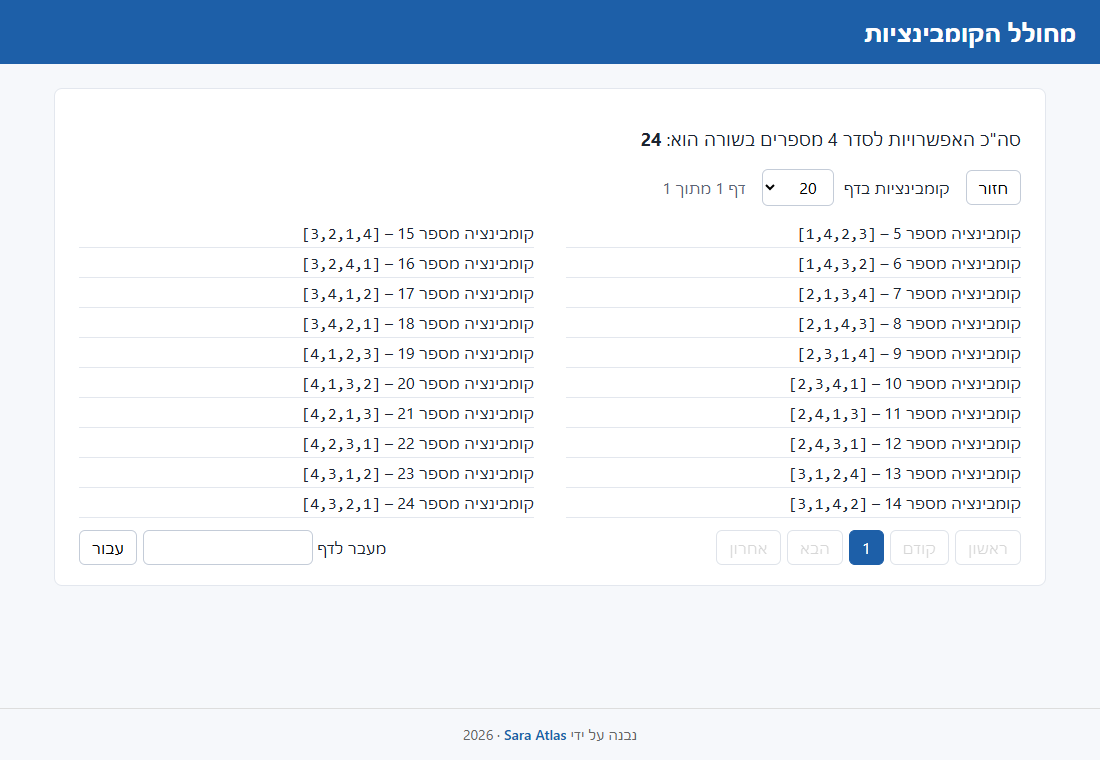 מחולל הקומבינציות
סה"כ האפשרויות לסדר 4 מספרים בשורה הוא: 24
חזור קומבינציות בדף 20 דף 1 מתוך 1
קומבינציה מספר 5 – [1,4,2,3]
קומבינציה מספר 6 – [1,4,3,2]
קומבינציה מספר 7 – [2,1,3,4]
קומבינציה מספר 8 – [2,1,4,3]
קומבינציה מספר 9 – [2,3,1,4]
קומבינציה מספר 10 – [2,3,4,1]
קומבינציה מספר 11 – [2,4,1,3]
קומבינציה מספר 12 – [2,4,3,1]
קומבינציה מספר 13 – [3,1,2,4]
קומבינציה מספר 14 – [3,1,4,2]
קומבינציה מספר 15 – [3,2,1,4]
קומבינציה מספר 16 – [3,2,4,1]
קומבינציה מספר 17 – [3,4,1,2]
קומבינציה מספר 18 – [3,4,2,1]
קומבינציה מספר 19 – [4,1,2,3]
קומבינציה מספר 20 – [4,1,3,2]
קומבינציה מספר 21 – [4,2,1,3]
קומבינציה מספר 22 – [4,2,3,1]
קומבינציה מספר 23 – [4,3,1,2]
קומבינציה מספר 24 – [4,3,2,1]
ראשון קודם 1 הבא אחרון מעבר לדף עבור
נבנה על ידי Sara Atlas · 2026